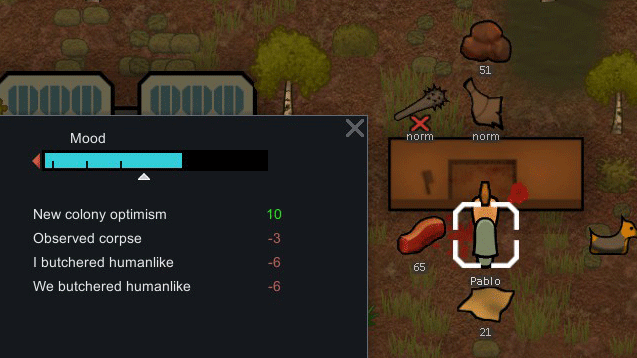 Mood
New colony optimism 10
Observed corpse -3
I butchered humanlike -6
We butchered humanlike -6
51
norm norm
65
Pablo
21